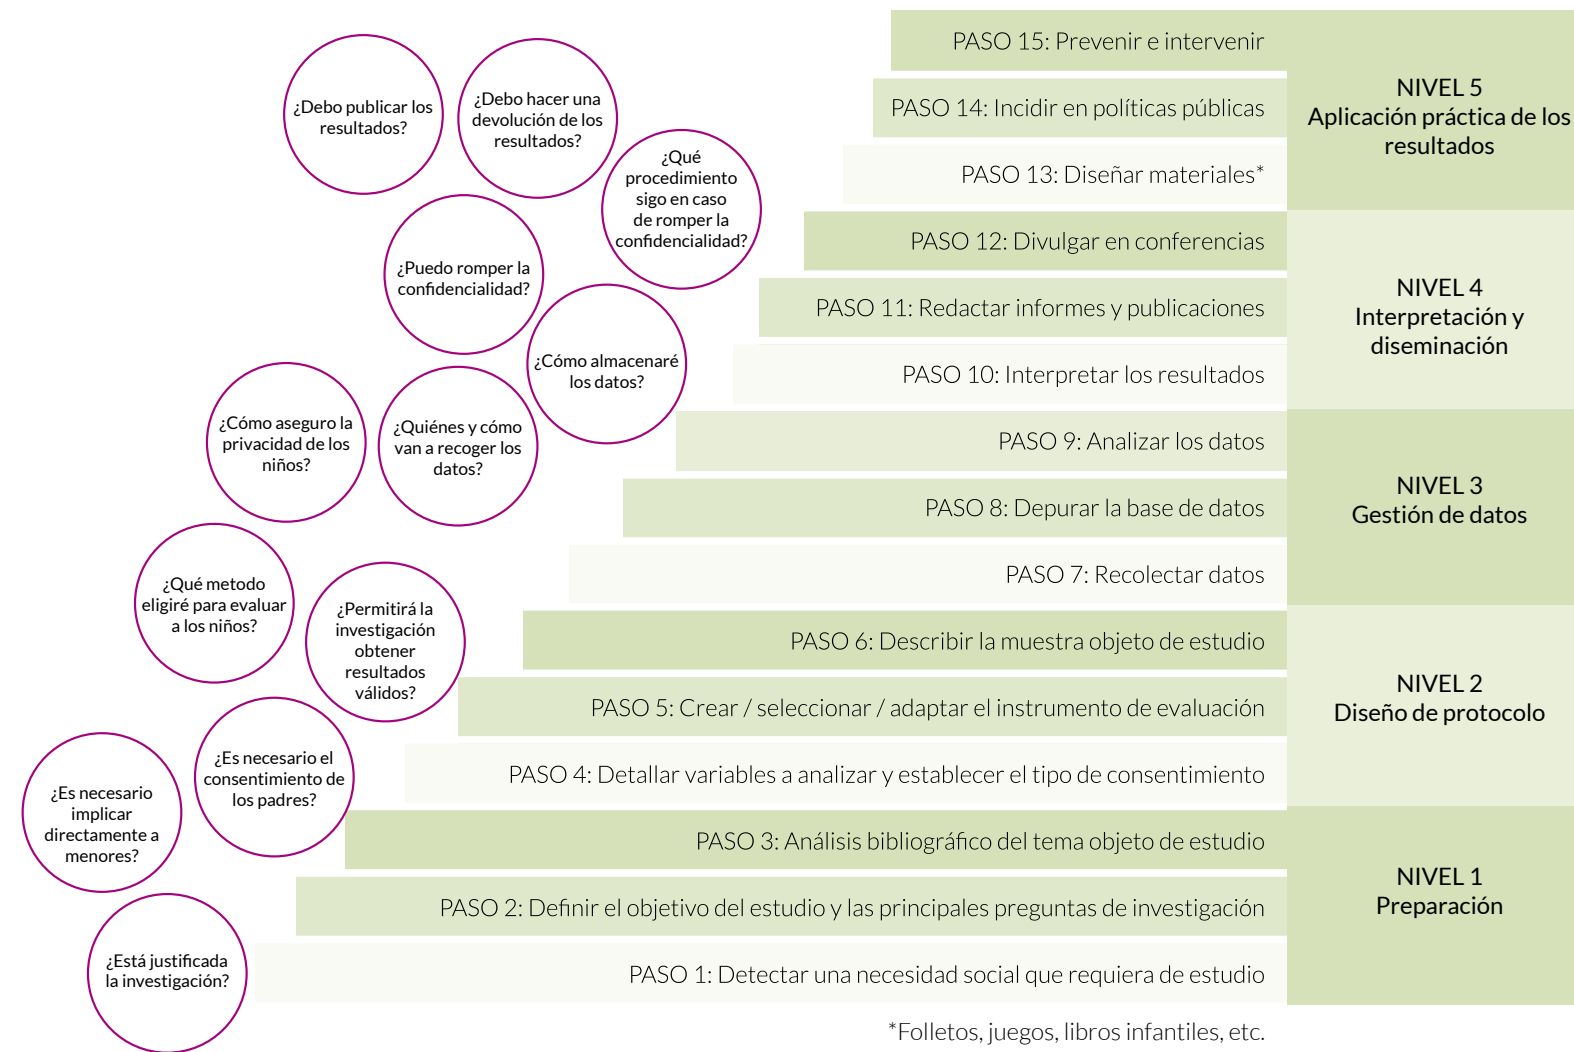 ¿Debo publicar los
resultados?
¿Debo hacer una
devolución de los
resultados?
¿Qué
procedimiento
sigo en caso
de romper la
confidencialidad?
¿Puedo romper la
confidencialidad?
¿Cómo almacenaré
los datos?
¿Cómo aseguro la
privacidad de los
niños?
¿Quiénes y cómo
van a recoger los
datos?
¿Qué metodo
eligiré para evaluar
a los niños?
¿Permitirá la
investigación
obtener
resultados
válidos?
¿Es necesario el
consentimiento de
los padres?
¿Es necesario
implicar
directamente a
menores?
¿Está justificada
la investigación?
PASO 15: Prevenir e intervenir
PASO 14: Incidir en políticas públicas
PASO 13: Diseñar materiales*
NIVEL 5
Aplicación práctica de los
resultados
PASO 12: Divulgar en conferencias
PASO 11: Redactar informes y publicaciones
PASO 10: Interpretar los resultados
NIVEL 4
Interpretación y
diseminación
PASO 9: Analizar los datos
PASO 8: Depurar la base de datos
PASO 7: Recolectar datos
NIVEL 3
Gestión de datos
PASO 6: Describir la muestra objeto de estudio
PASO 5: Crear / seleccionar / adaptar el instrumento de evaluación
PASO 4: Detallar variables a analizar y establecer el tipo de consentimiento
NIVEL 2
Diseño de protocolo
PASO 3: Análisis bibliográfico del tema objeto de estudio
PASO 2: Definir el objetivo del estudio y las principales preguntas de investigación
PASO 1: Detectar una necesidad social que requiera de estudio
NIVEL 1
Preparación
*Folletos, juegos, libros infantiles, etc.